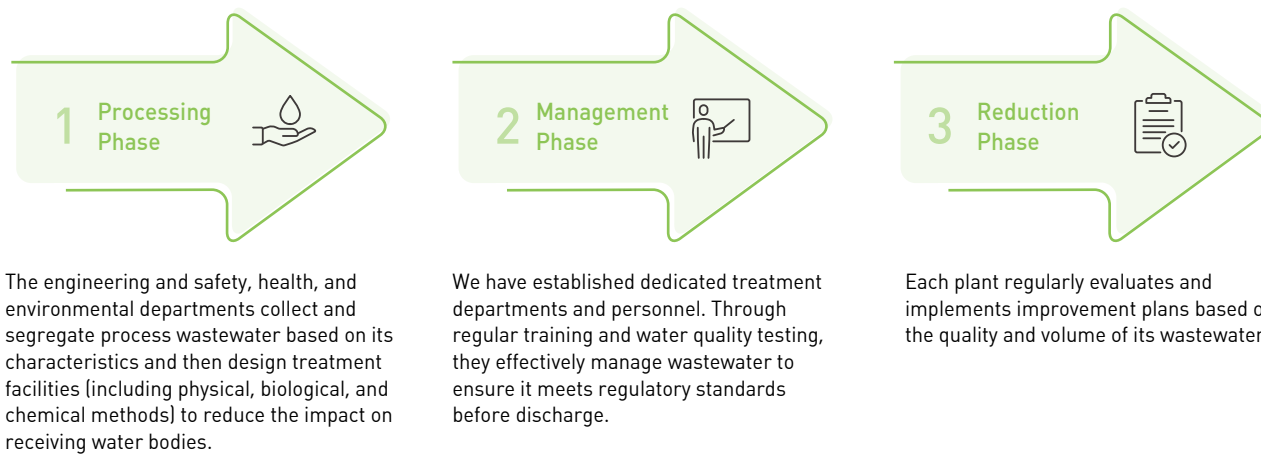 1 Processing
Phase
The engineering and safety, health, and
environmental departments collect and
segregate process wastewater based on its
characteristics and then design treatment
facilities (including physical, biological, and
chemical methods) to reduce the impact on
receiving water bodies.
2 Management
Phase
We have established dedicated treatment
departments and personnel. Through
regular training and water quality testing,
they effectively manage wastewater to
ensure it meets regulatory standards
before discharge.
3 Reduction
Phase
Each plant regularly evaluates and
implements improvement plans based
the quality and volume of its wastewater